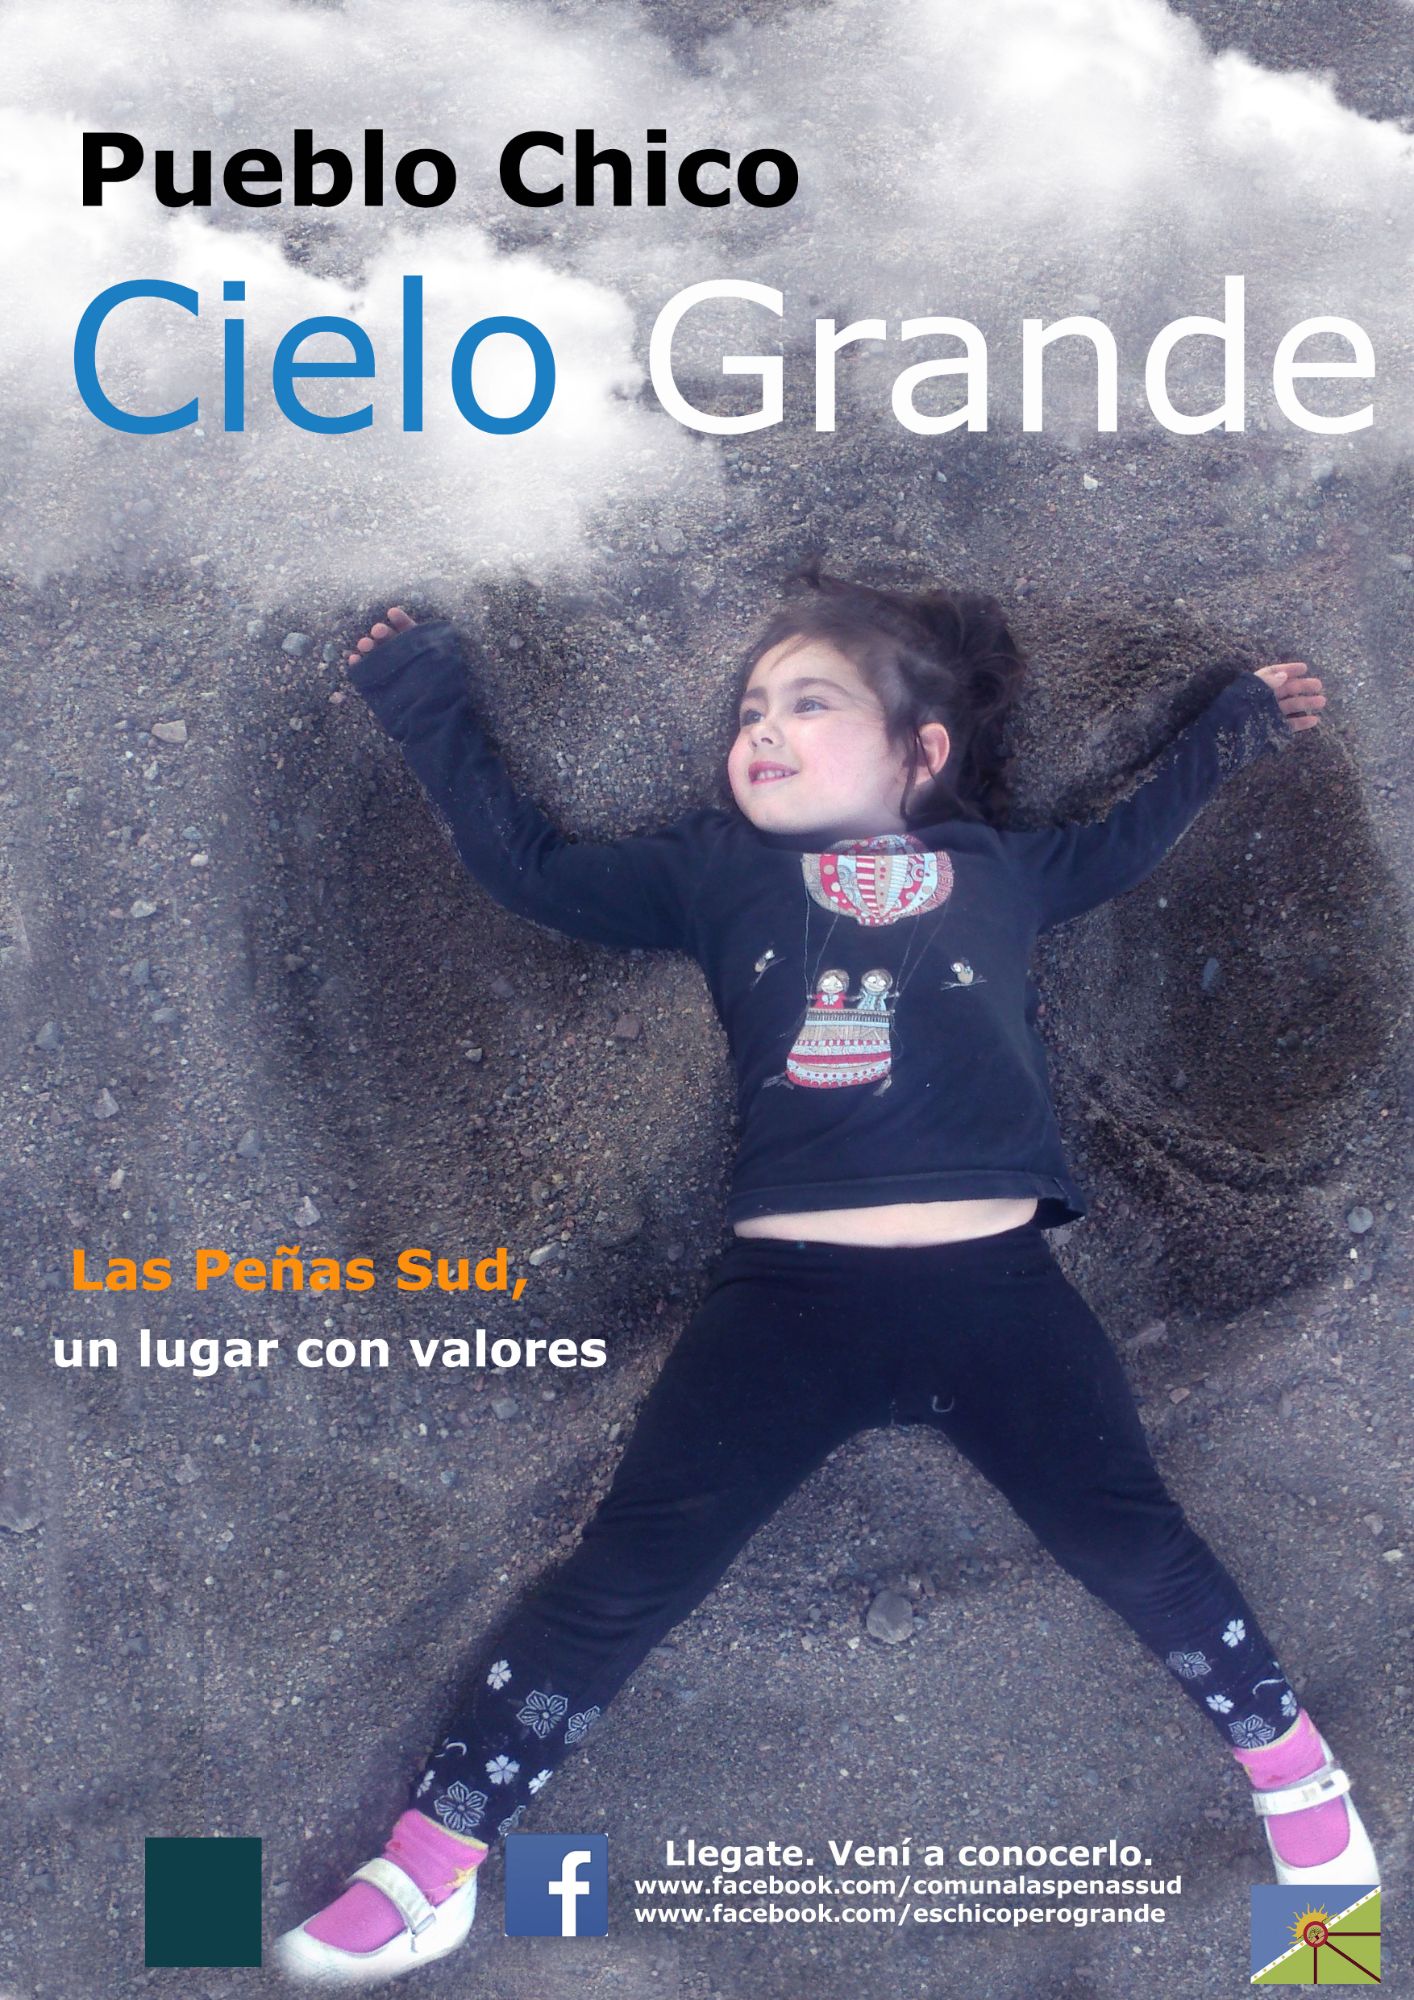 Pueblo Chico
Cielo Grande
Las Peñas Sud,
un lugar con valores
Llegate. Vení a conocerlo.
www.facebook.com/comunalaspenassud
www.facebook.com/eschicoperogrande